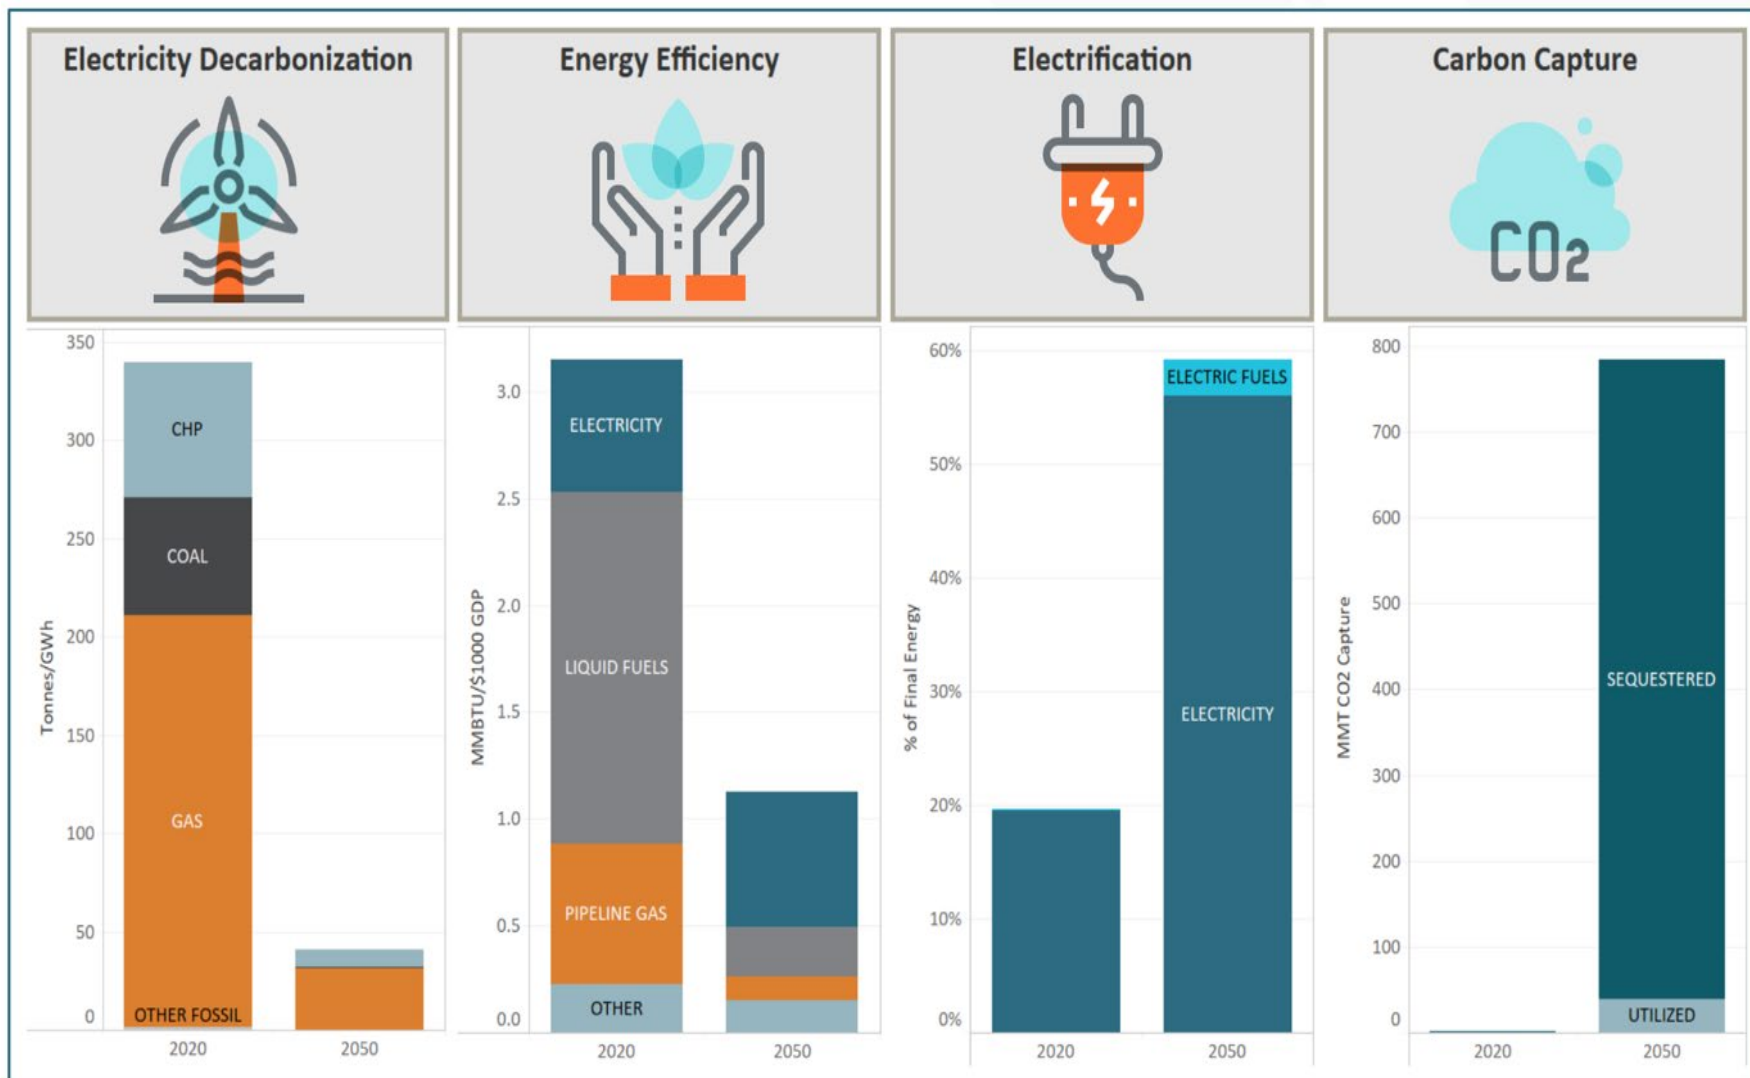 Electricity Decarbonization
Energy Efficiency
Electrification
Carbon Capture
CO2
Tonnes/GWh
350
300
250
200
150
100
50
0
CHP
COAL
GAS
OTHER FOSSIL
2020
2050
MMBTU/$1000 GDP
3.0
2.5
2.0
1.5
1.0
0.5
0.0
ELECTRICITY
LIQUID FUELS
PIPELINE GAS
OTHER
2020
2050
% of Final Energy
60%
50%
40%
30%
20%
10%
0%
ELECTRIC FUELS
ELECTRICITY
2020
2050
MMT CO2 Capture
800
700
600
500
400
300
200
100
0
SEQUESTERED
UTILIZED
2020
2050